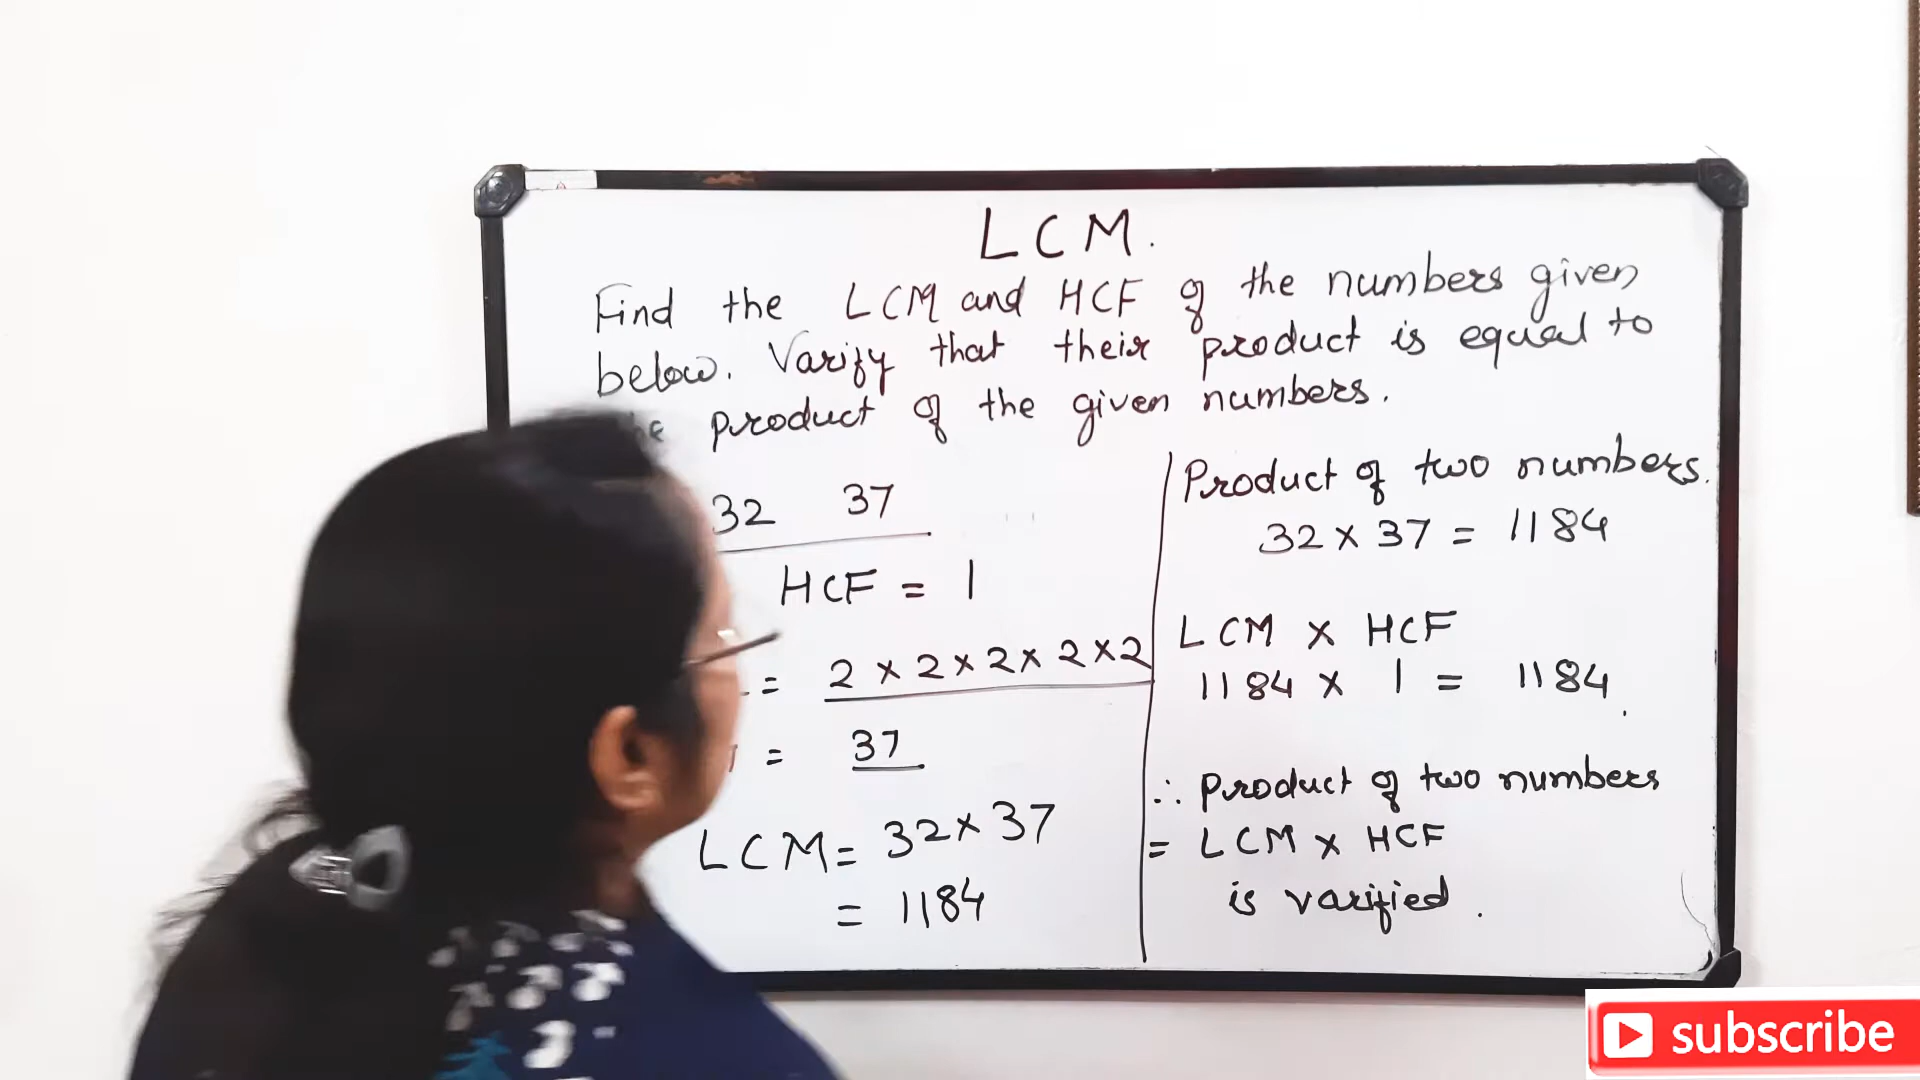 LCM.
Find the LCM and HCF of the numbers given
below. Varify that their product is equal to
product of the given numbers.
32 37
HCF = 1
= 2 × 2 × 2 × 2 × 2
= 37
LCM = 32 × 37
= 1184
Product of two numbers.
32 × 37 = 1184
LCM × HCF
1184 × 1 = 1184
∴ Product of two numbers
= LCM × HCF
is varified.
subscribe